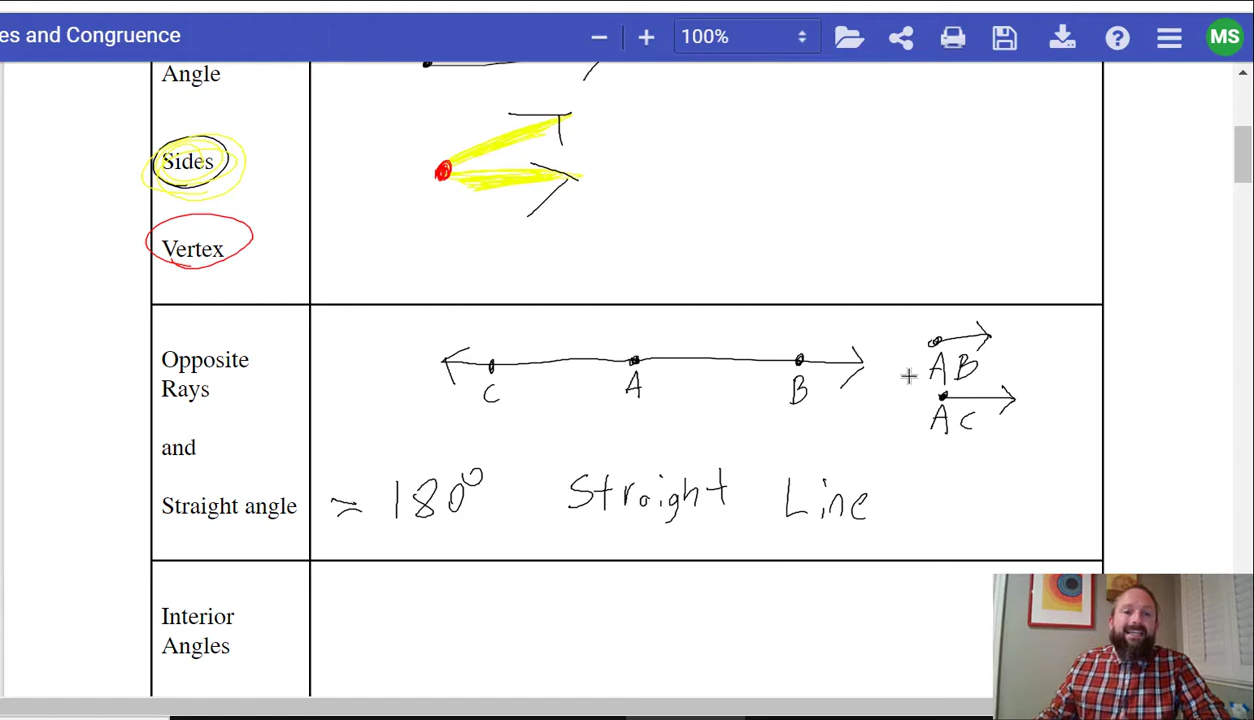 es and Congruence
100%
MS
Angle
Sides
Vertex
Opposite
Rays
and
Straight angle
C A B
AB
AC
≈ 180° Straight Line
Interior
Angles